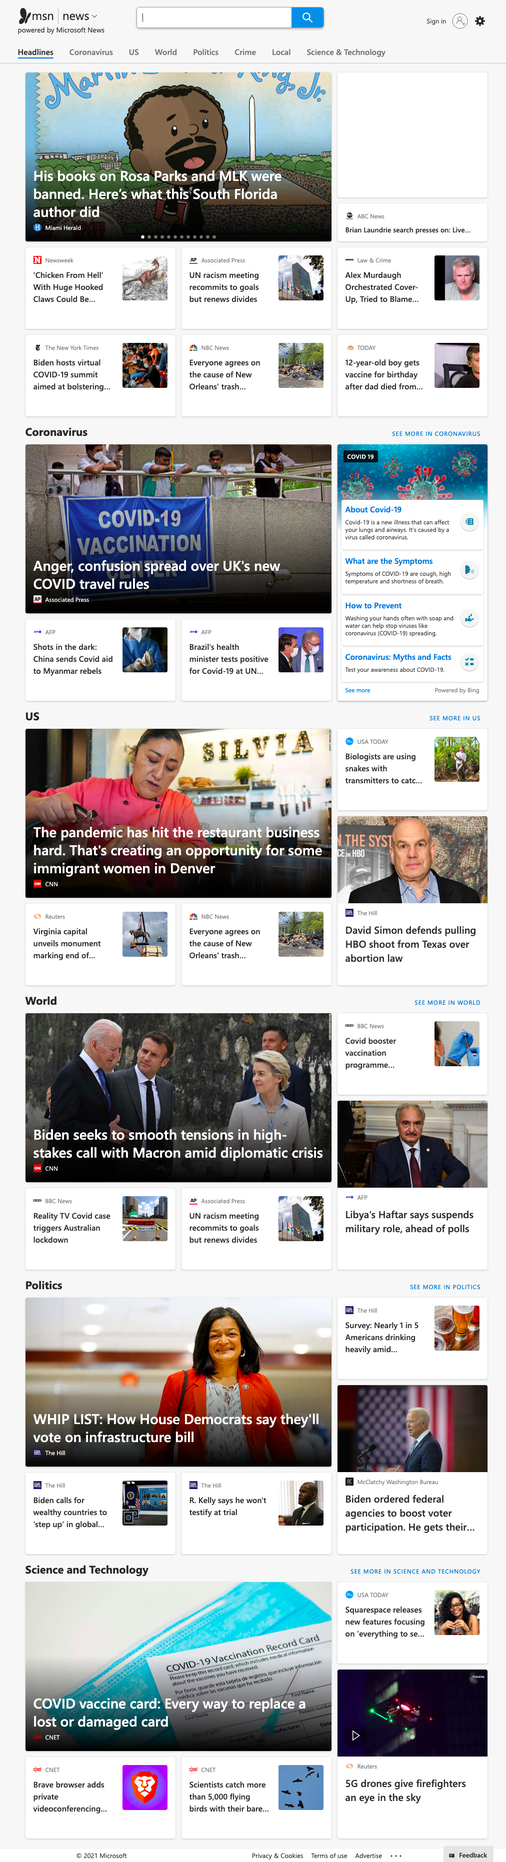 msn | news
powered by Microsoft News
Sign in
Headlines
Coronavirus
US
World
Politics
Crime
Local
Science & Technology
His books on Rosa Parks and MLK were
banned. Here's what this South Florida
author did
Miami Herald
ABC News
Brian Laundrie search presses on: Live...
Newsweek
'Chicken From Hell'
With Huge Hooked
Claws Could Be...
Associated Press
UN racism meeting
recommits to goals
but renews divides
Law & Crime
Alex Murdaugh
Orchestrated Cover-
Up, Tried to Blame...
The New York Times
Biden hosts virtual
COVID-19 summit
aimed at bolstering...
NBC News
Everyone agrees on
the cause of New
Orleans' trash...
TODAY
12-year-old boy gets
vaccine for birthday
after dad died from...
Coronavirus
SEE MORE IN CORONAVIRUS
COVID-19
VACCINATION
CENTER
Anger, confusion spread over UK's new
COVID travel rules
Associated Press
COVID 19
About Covid-19
Covid-19 is a new illness that can affect
your lungs and airways. It's caused by a
virus called coronavirus.
What are the Symptoms
Symptoms of COVID-19 are cough, high
temperature and shortness of breath.
How to Prevent
Washing your hands often with soap and
water can help stop viruses like
coronavirus (COVID-19) spreading.
Coronavirus: Myths and Facts
Test your awareness about COVID-19.
See more
Powered by Bing
AFP
Shots in the dark:
China sends Covid aid
to Myanmar rebels
AFP
Brazil's health
minister tests positive
for Covid-19 at UN...
US
SEE MORE IN US
SILVIA
The pandemic has hit the restaurant business
hard. That's creating an opportunity for some
immigrant women in Denver
CNN
USA TODAY
Biologists are using
snakes with
transmitters to catc...
N THE SYST
HBO
The Hill
David Simon defends pulling
HBO shoot from Texas over
abortion law
Reuters
Virginia capital
unveils monument
marking end of...
NBC News
Everyone agrees on
the cause of New
Orleans' trash...
World
SEE MORE IN WORLD
Biden seeks to smooth tensions in high-
stakes call with Macron amid diplomatic crisis
CNN
BBC News
Covid booster
vaccination
programme...
AFP
Libya's Haftar says suspends
military role, ahead of polls
BBC News
Reality TV Covid case
triggers Australian
lockdown
Associated Press
UN racism meeting
recommits to goals
but renews divides
Politics
SEE MORE IN POLITICS
WHIP LIST: How House Democrats say they'll
vote on infrastructure bill
The Hill
The Hill
Survey: Nearly 1 in 5
Americans drinking
heavily amid...
McClatchy Washington Bureau
Biden ordered federal
agencies to boost voter
participation. He gets their...
The Hill
Biden calls for
wealthy countries to
'step up' in global...
The Hill
R. Kelly says he won't
testify at trial
Science and Technology
SEE MORE IN SCIENCE AND TECHNOLOGY
COVID-19 Vaccination Record Card
COVID vaccine card: Every way to replace a
lost or damaged card
CNET
USA TODAY
Squarespace releases
new features focusing
on 'everything to se...
Reuters
5G drones give firefighters
an eye in the sky
CNET
Brave browser adds
private
videoconferencing...
CNET
Scientists catch more
than 5,000 flying
birds with their bare...
© 2021 Microsoft
Privacy & Cookies
Terms of use
Advertise
Feedback